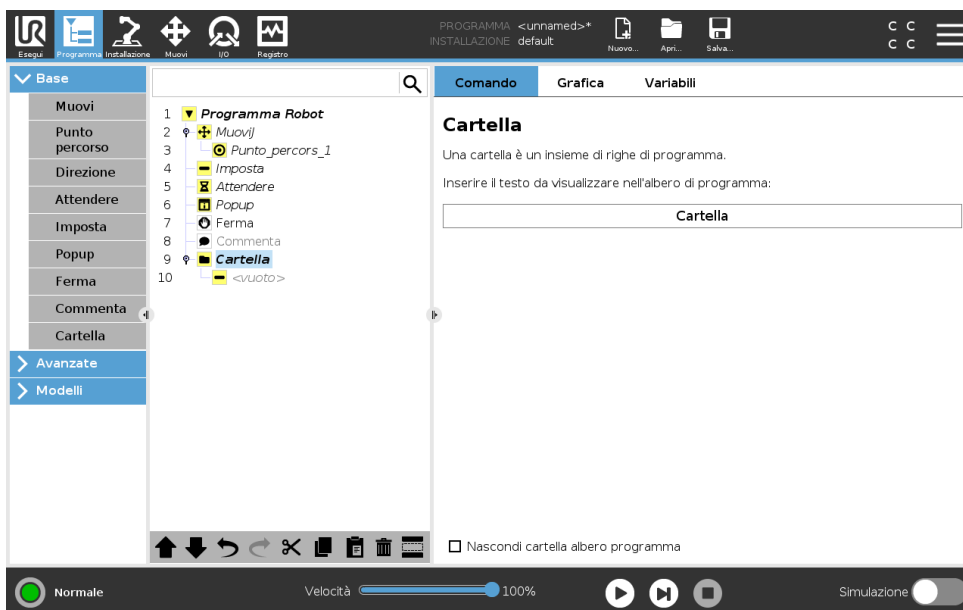 UR
Esegui
Programma
Installazione
Muovi
I/O
Registro
PROGRAMMA <unnamed>*
INSTALLAZIONE default
Nuovo...
Apri...
Salva...
C C
C C
Base
Muovi
Punto
percorso
Direzione
Attendere
Imposta
Popup
Ferma
Commenta
Cartella
Avanzate
Modelli
1 Programma Robot
2 MuoviJ
3 Punto_percors_1
4 Imposta
5 Attendere
6 Popup
7 Ferma
8 Commenta
9 Cartella
10 <vuoto>
Comando Grafica Variabili
Cartella
Una cartella è un insieme di righe di programma.
Inserire il testo da visualizzare nell'albero di programma:
Cartella
Nascondi cartella albero programma
Normale
Velocità 100%
Simulazione